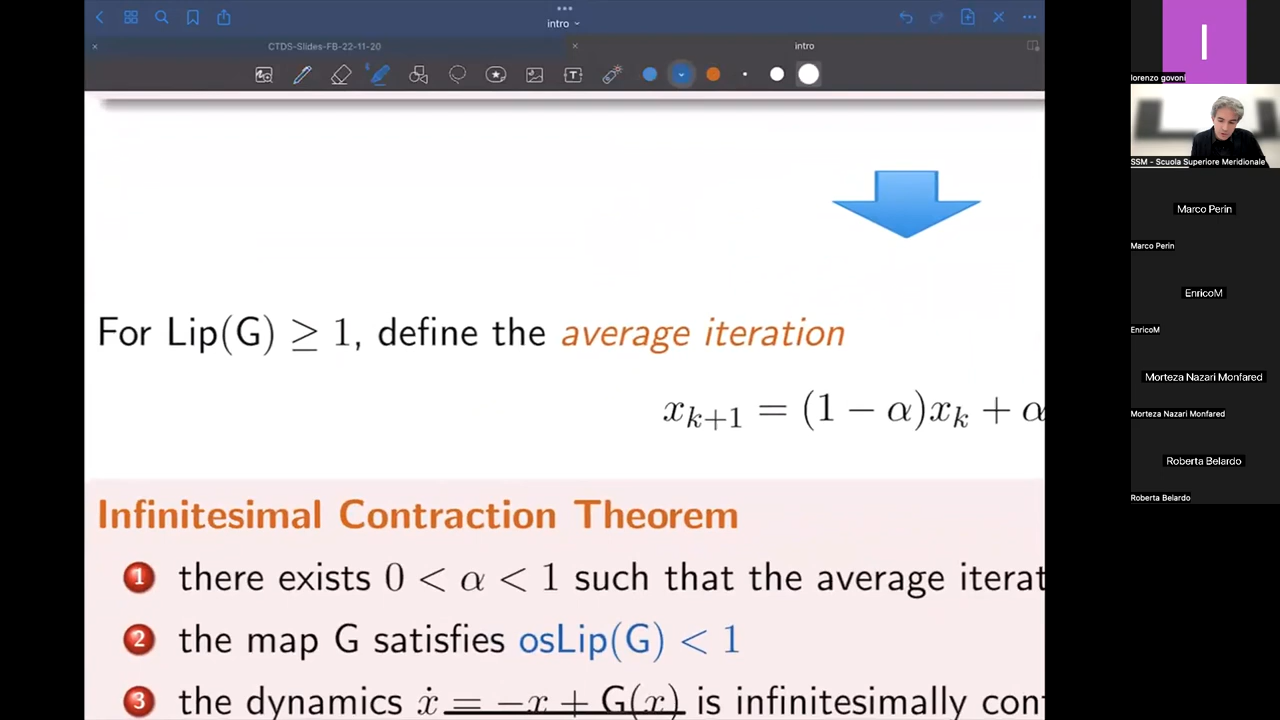 intro
CTDS-Slides-FB-22-11-20
intro
For Lip(G) ≥ 1, define the average iteration
x_{k+1} = (1 − α)x_k + α
Infinitesimal Contraction Theorem
1 there exists 0 < α < 1 such that the average iterat
2 the map G satisfies osLip(G) < 1
3 the dynamics ẋ = −x + G(x) is infinitesimally con
I
lorenzo govoni
SSM - Scuola Superiore Meridionale
Marco Perin
Marco Perin
EnricoM
EnricoM
Morteza Nazari Monfared
Morteza Nazari Monfared
Roberta Belardo
Roberta Belardo